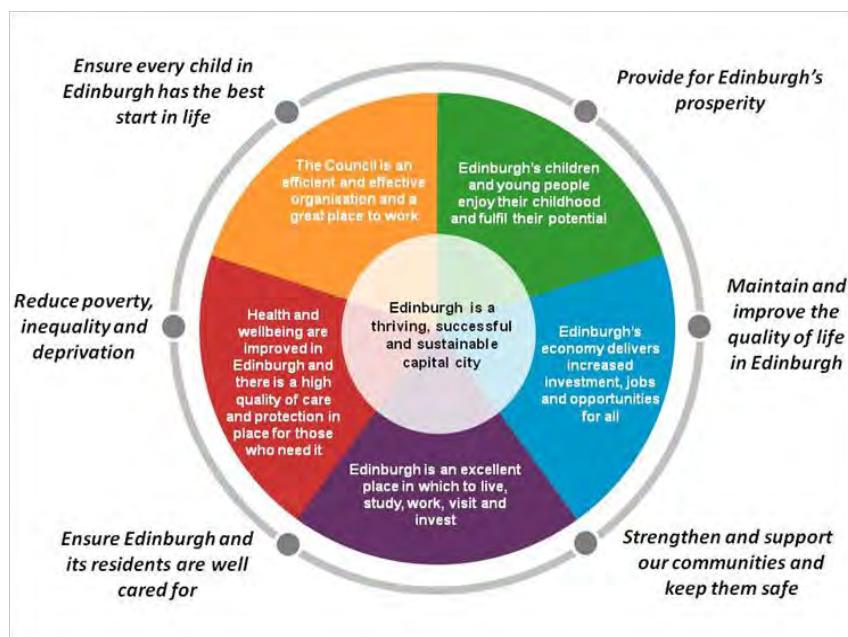 Ensure every child in
Edinburgh has the best
start in life
Provide for Edinburgh's
prosperity
The Council is an
efficient and effective
organisation and a
great place to work
Edinburgh's children
and young people
enjoy their childhood
and fulfil their potential
Reduce poverty,
inequality and
deprivation
Health and
wellbeing are
improved in
Edinburgh and
there is a high
quality of care
and protection in
place for those
who need it
Edinburgh is a
thriving, successful
and sustainable
capital city
Edinburgh's
economy delivers
increased
investment, jobs
and opportunities
for all
Maintain and
improve the
quality of life
in Edinburgh
Edinburgh is an excellent
place in which to live,
study, work, visit and
invest
Ensure Edinburgh and
its residents are well
cared for
Strengthen and support
our communities and
keep them safe